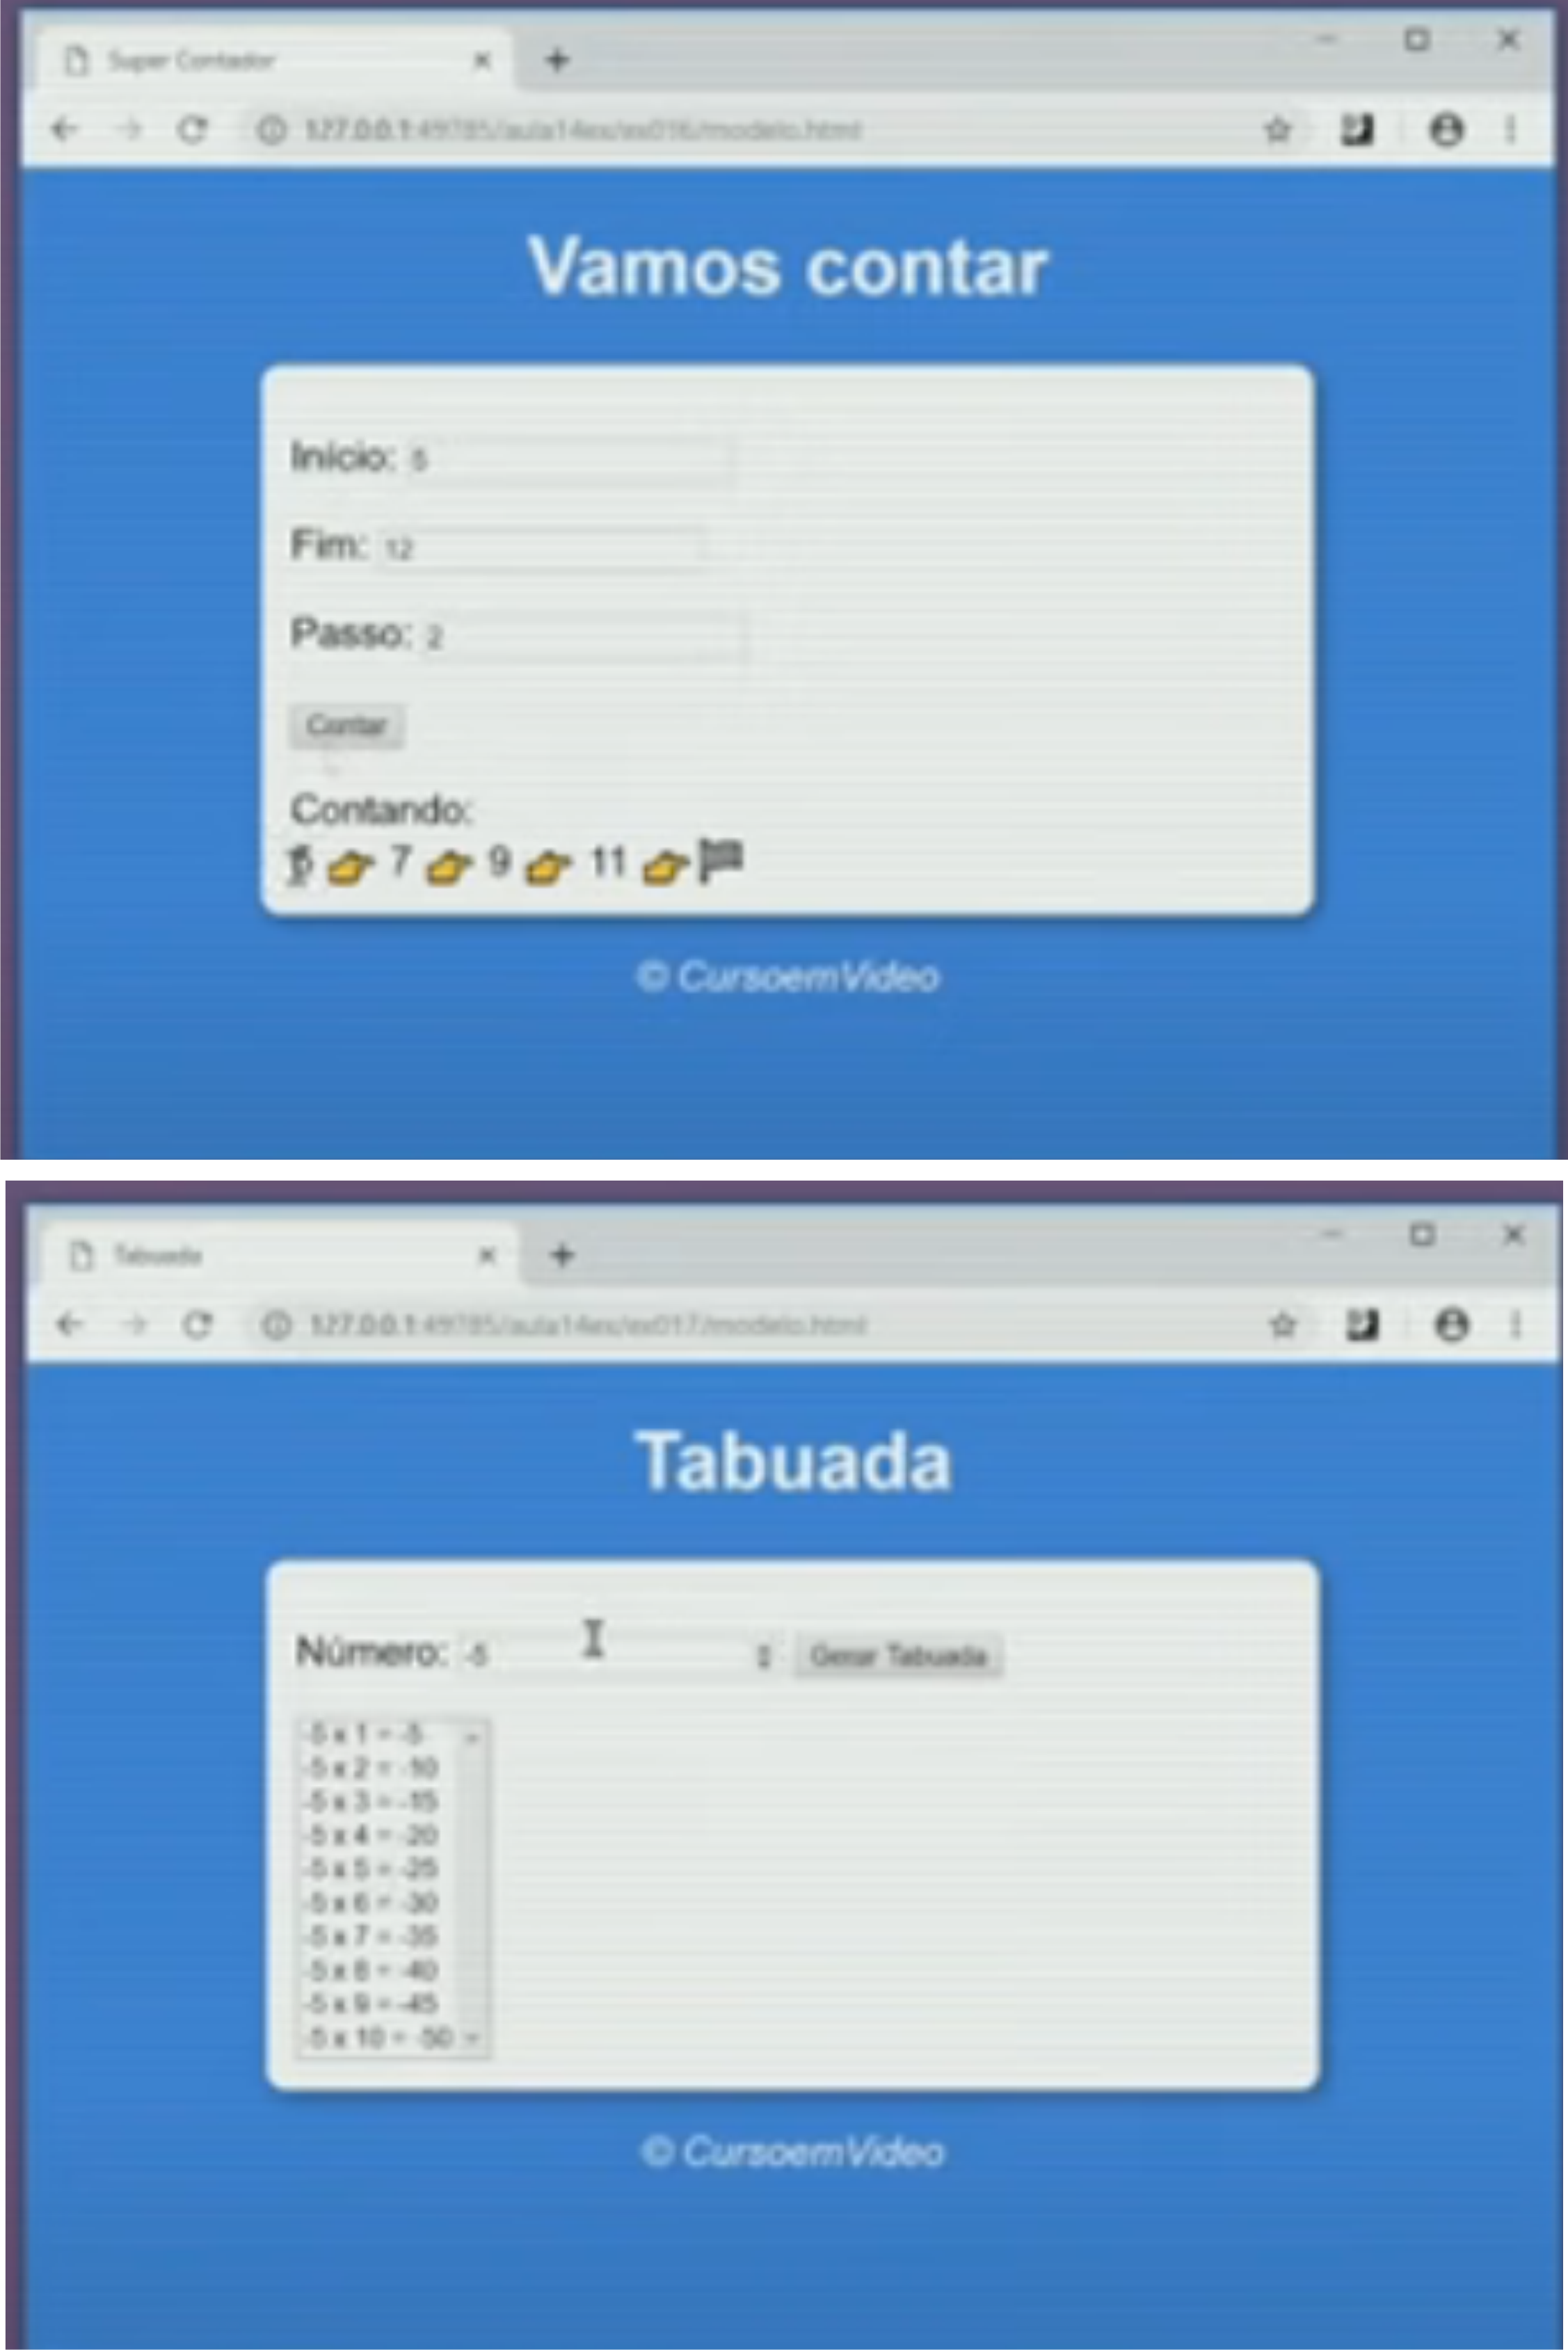 Super Contador
127.0.0.1:49785/aula14ex/ex016/modelo.html
Vamos contar
Início: 5
Fim: 12
Passo: 2
Contar
Contando:
5 👉 7 👉 9 👉 11 👉 🏁
© CursoemVideo
Tabuada
127.0.0.1:49785/aula14ex/ex017/modelo.html
Tabuada
Número: -5 Gerar Tabuada
-5 x 1 = -5
-5 x 2 = -10
-5 x 3 = -15
-5 x 4 = -20
-5 x 5 = -25
-5 x 6 = -30
-5 x 7 = -35
-5 x 8 = -40
-5 x 9 = -45
-5 x 10 = -50
© CursoemVideo